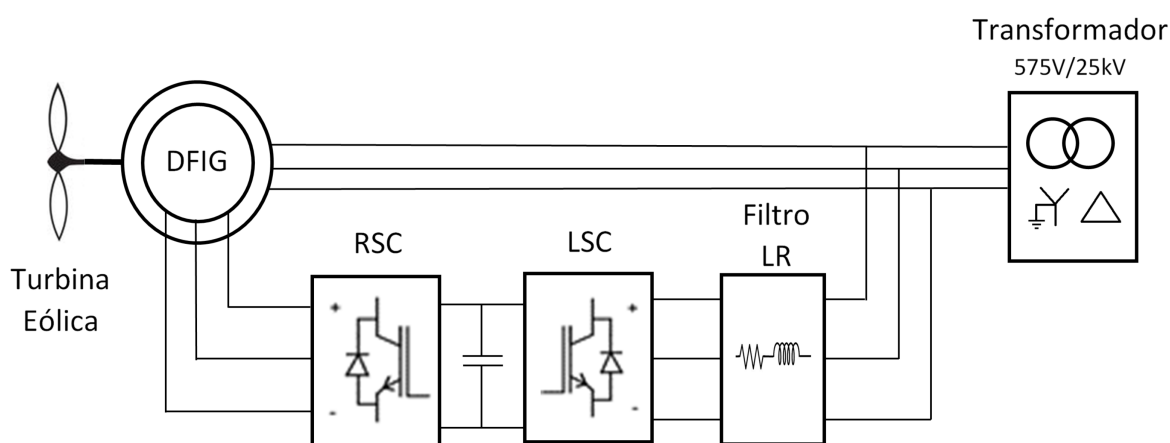 Transformador
575V/25kV
DFIG
Turbina
Eólica
RSC
LSC
Filtro
LR
+
-
+
-